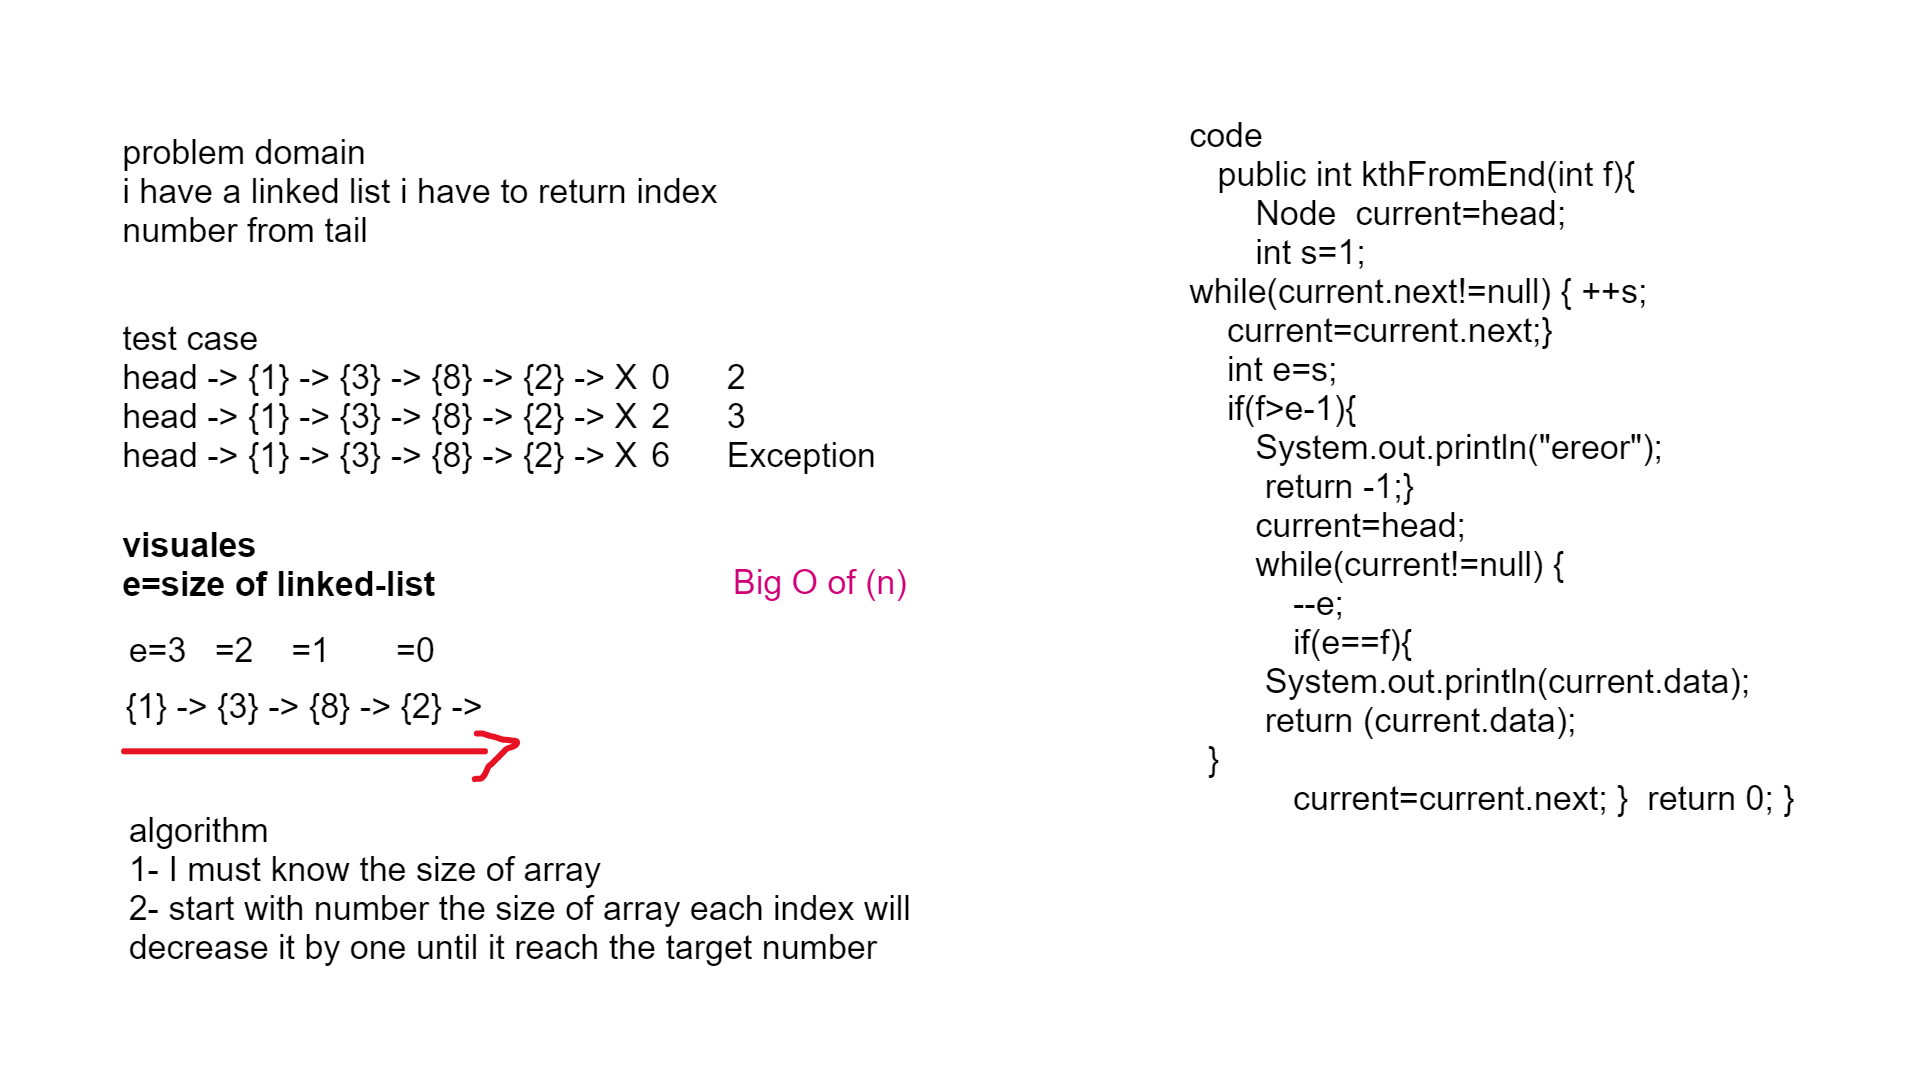 problem domain
i have a linked list i have to return index
number from tail
test case
head -> {1} -> {3} -> {8} -> {2} -> X 0 2
head -> {1} -> {3} -> {8} -> {2} -> X 2 3
head -> {1} -> {3} -> {8} -> {2} -> X 6 Exception
visuales
e=size of linked-list
Big O of (n)
e=3 =2 =1 =0
{1} -> {3} -> {8} -> {2} ->
algorithm
1- I must know the size of array
2- start with number the size of array each index will
decrease it by one until it reach the target number
code
public int kthFromEnd(int f){
Node current=head;
int s=1;
while(current.next!=null) { ++s;
current=current.next;}
int e=s;
if(f>e-1){
System.out.println("ereor");
return -1;}
current=head;
while(current!=null) {
--e;
if(e==f){
System.out.println(current.data);
return (current.data);
}
current=current.next; } return 0; }